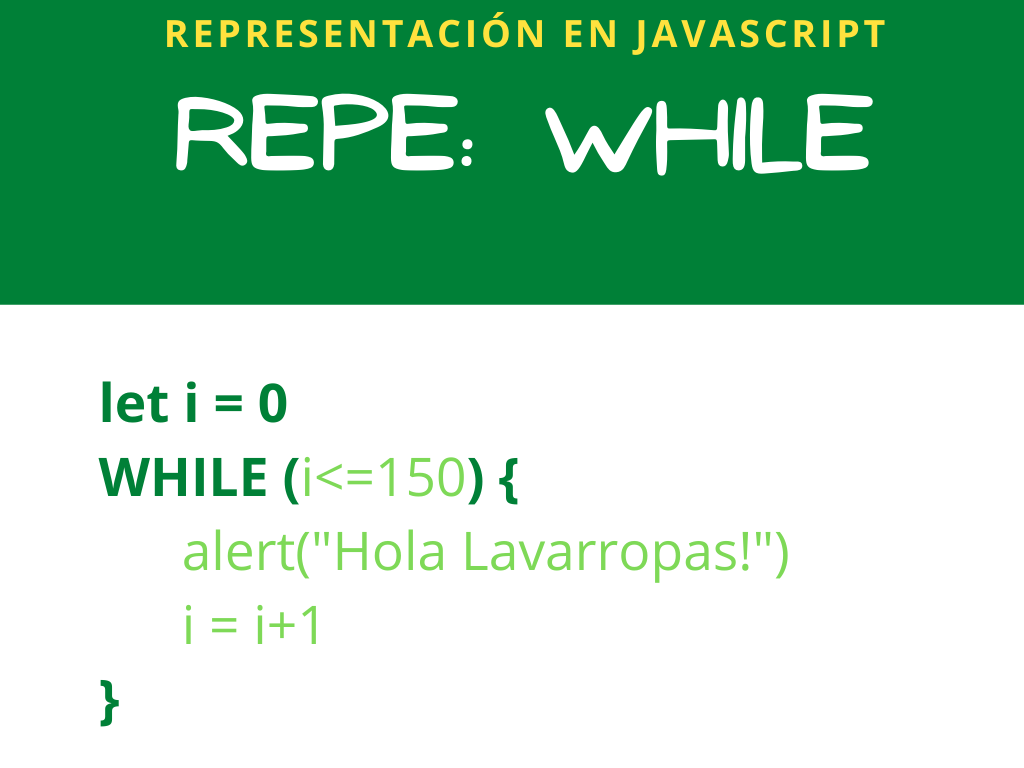 REPRESENTACIÓN EN JAVASCRIPT
REPE: WHILE
let i = 0
WHILE (i<=150) {
alert("Hola Lavarropas!")
i = i+1
}